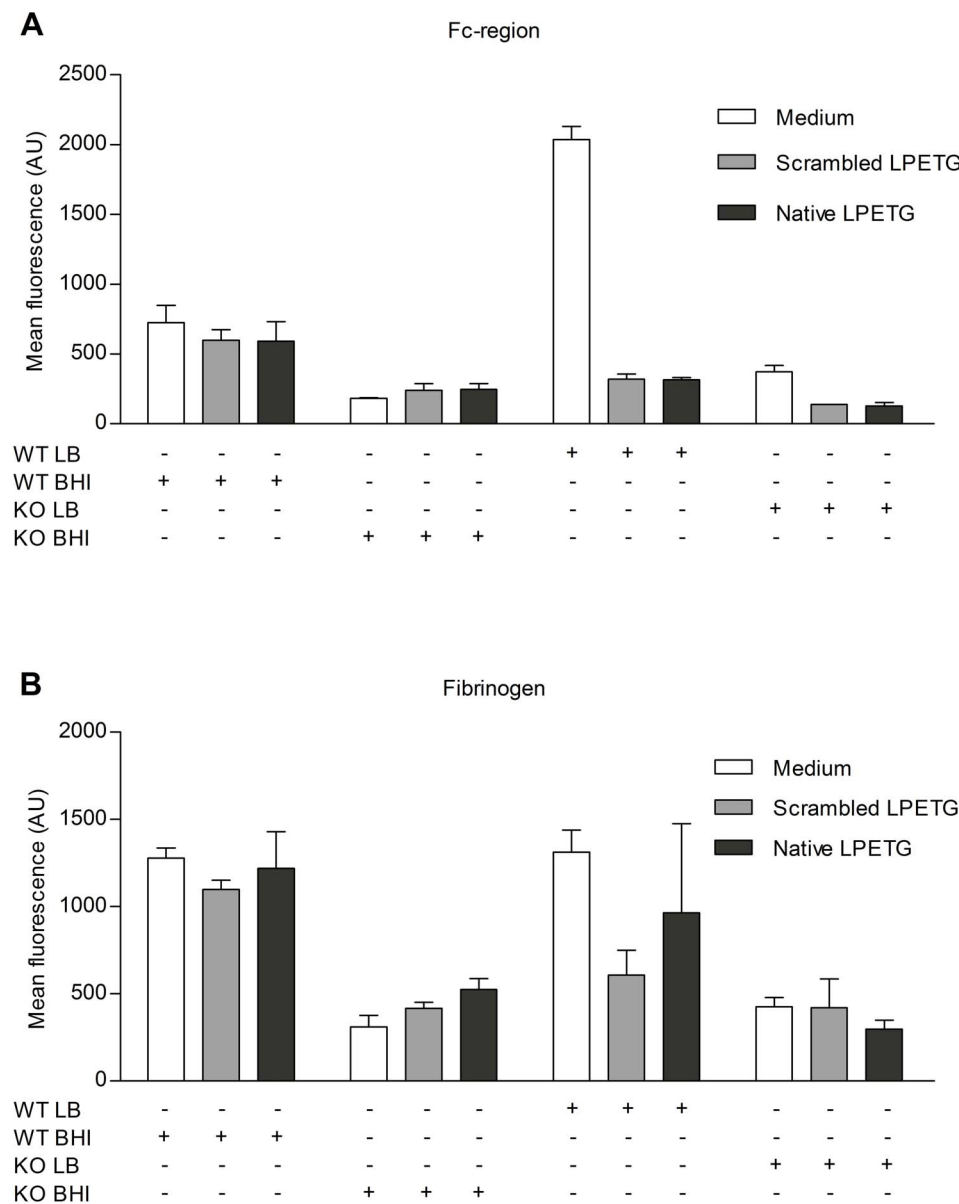 A
Fc-region
2500
2000
1500
1000
500
0
Mean fluorescence (AU)
Medium
Scrambled LPETG
Native LPETG
WT LB - - - - - - + + + - - -
WT BHI + + + - - - - - - - - -
KO LB - - - - - - - - - + + +
KO BHI - - - + + + - - - - - -
B
Fibrinogen
2000
1500
1000
500
0
Mean fluorescence (AU)
Medium
Scrambled LPETG
Native LPETG
WT LB - - - - - - + + + - - -
WT BHI + + + - - - - - - - - -
KO LB - - - - - - - - - + + +
KO BHI - - - + + + - - - - - -